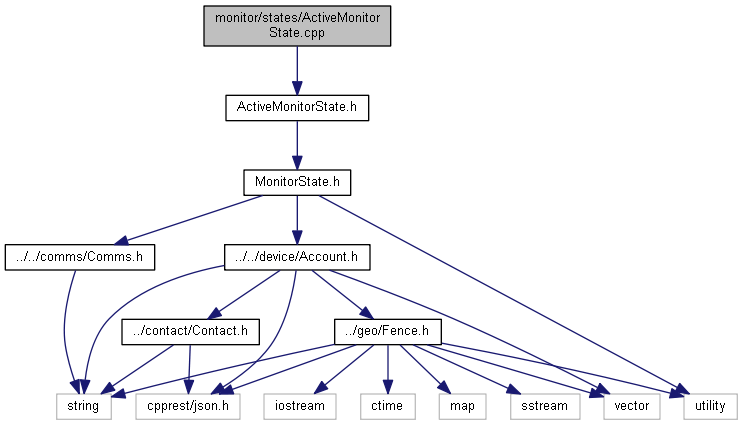 monitor/states/ActiveMonitor
State.cpp
ActiveMonitorState.h
MonitorState.h
../../comms/Comms.h
../../device/Account.h
../contact/Contact.h
../geo/Fence.h
string
cpprest/json.h
iostream
ctime
map
sstream
vector
utility